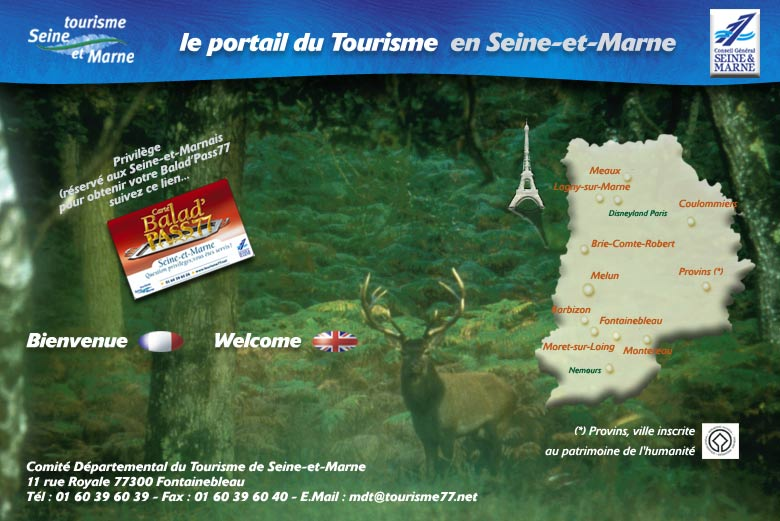 tourisme
Seine
et Marne
le portail du Tourisme en Seine-et-Marne
Conseil Général
SEINE &
MARNE
Privilège
(réservé aux Seine-et-Marnais
pour obtenir votre Balad'Pass77
suivez ce lien...
Carte
Balad'
PASS77
Seine-et-Marne
Question privilèges, vous êtes servis !
Meaux
Lagny-sur-Marne
Disneyland Paris
Coulommiers
Brie-Comte-Robert
Melun
Provins (*)
Barbizon
Fontainebleau
Moret-sur-Loing
Montereau
Nemours
Bienvenue
Welcome
(*) Provins, ville inscrite
au patrimoine de l'humanité
Comité Départemental du Tourisme de Seine-et-Marne
11 rue Royale 77300 Fontainebleau
Tél : 01 60 39 60 39 - Fax : 01 60 39 60 40 - E.Mail : mdt@tourisme77.net